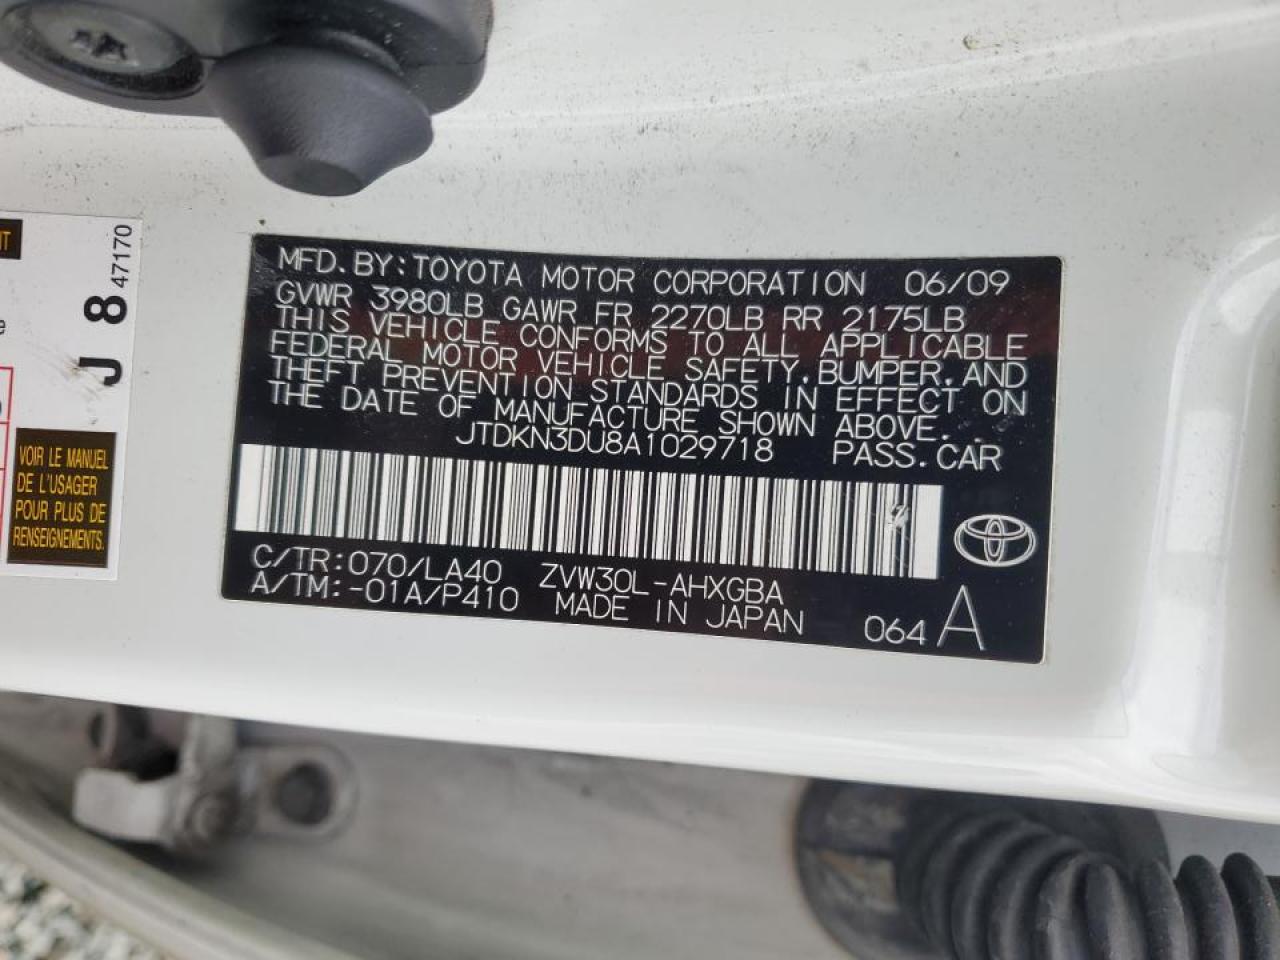 MFD.BY:TOYOTA MOTOR CORPORATION 06/09
GVWR 3980LB GAWR FR 2270LB RR 2175LB
THIS VEHICLE CONFORMS TO ALL APPLICABLE
FEDERAL MOTOR VEHICLE SAFETY,BUMPER,AND
THEFT PREVENTION STANDARDS IN EFFECT ON
THE DATE OF MANUFACTURE SHOWN ABOVE.
JTDKN3DU8A1029718 PASS.CAR
C/TR:070/LA40 ZVW30L-AHXGBA
A/TM:-01A/P410 MADE IN JAPAN 064 A
J 8 47170
VOIR LE MANUEL
DE L'USAGER
POUR PLUS DE
RENSEIGNEMENTS.